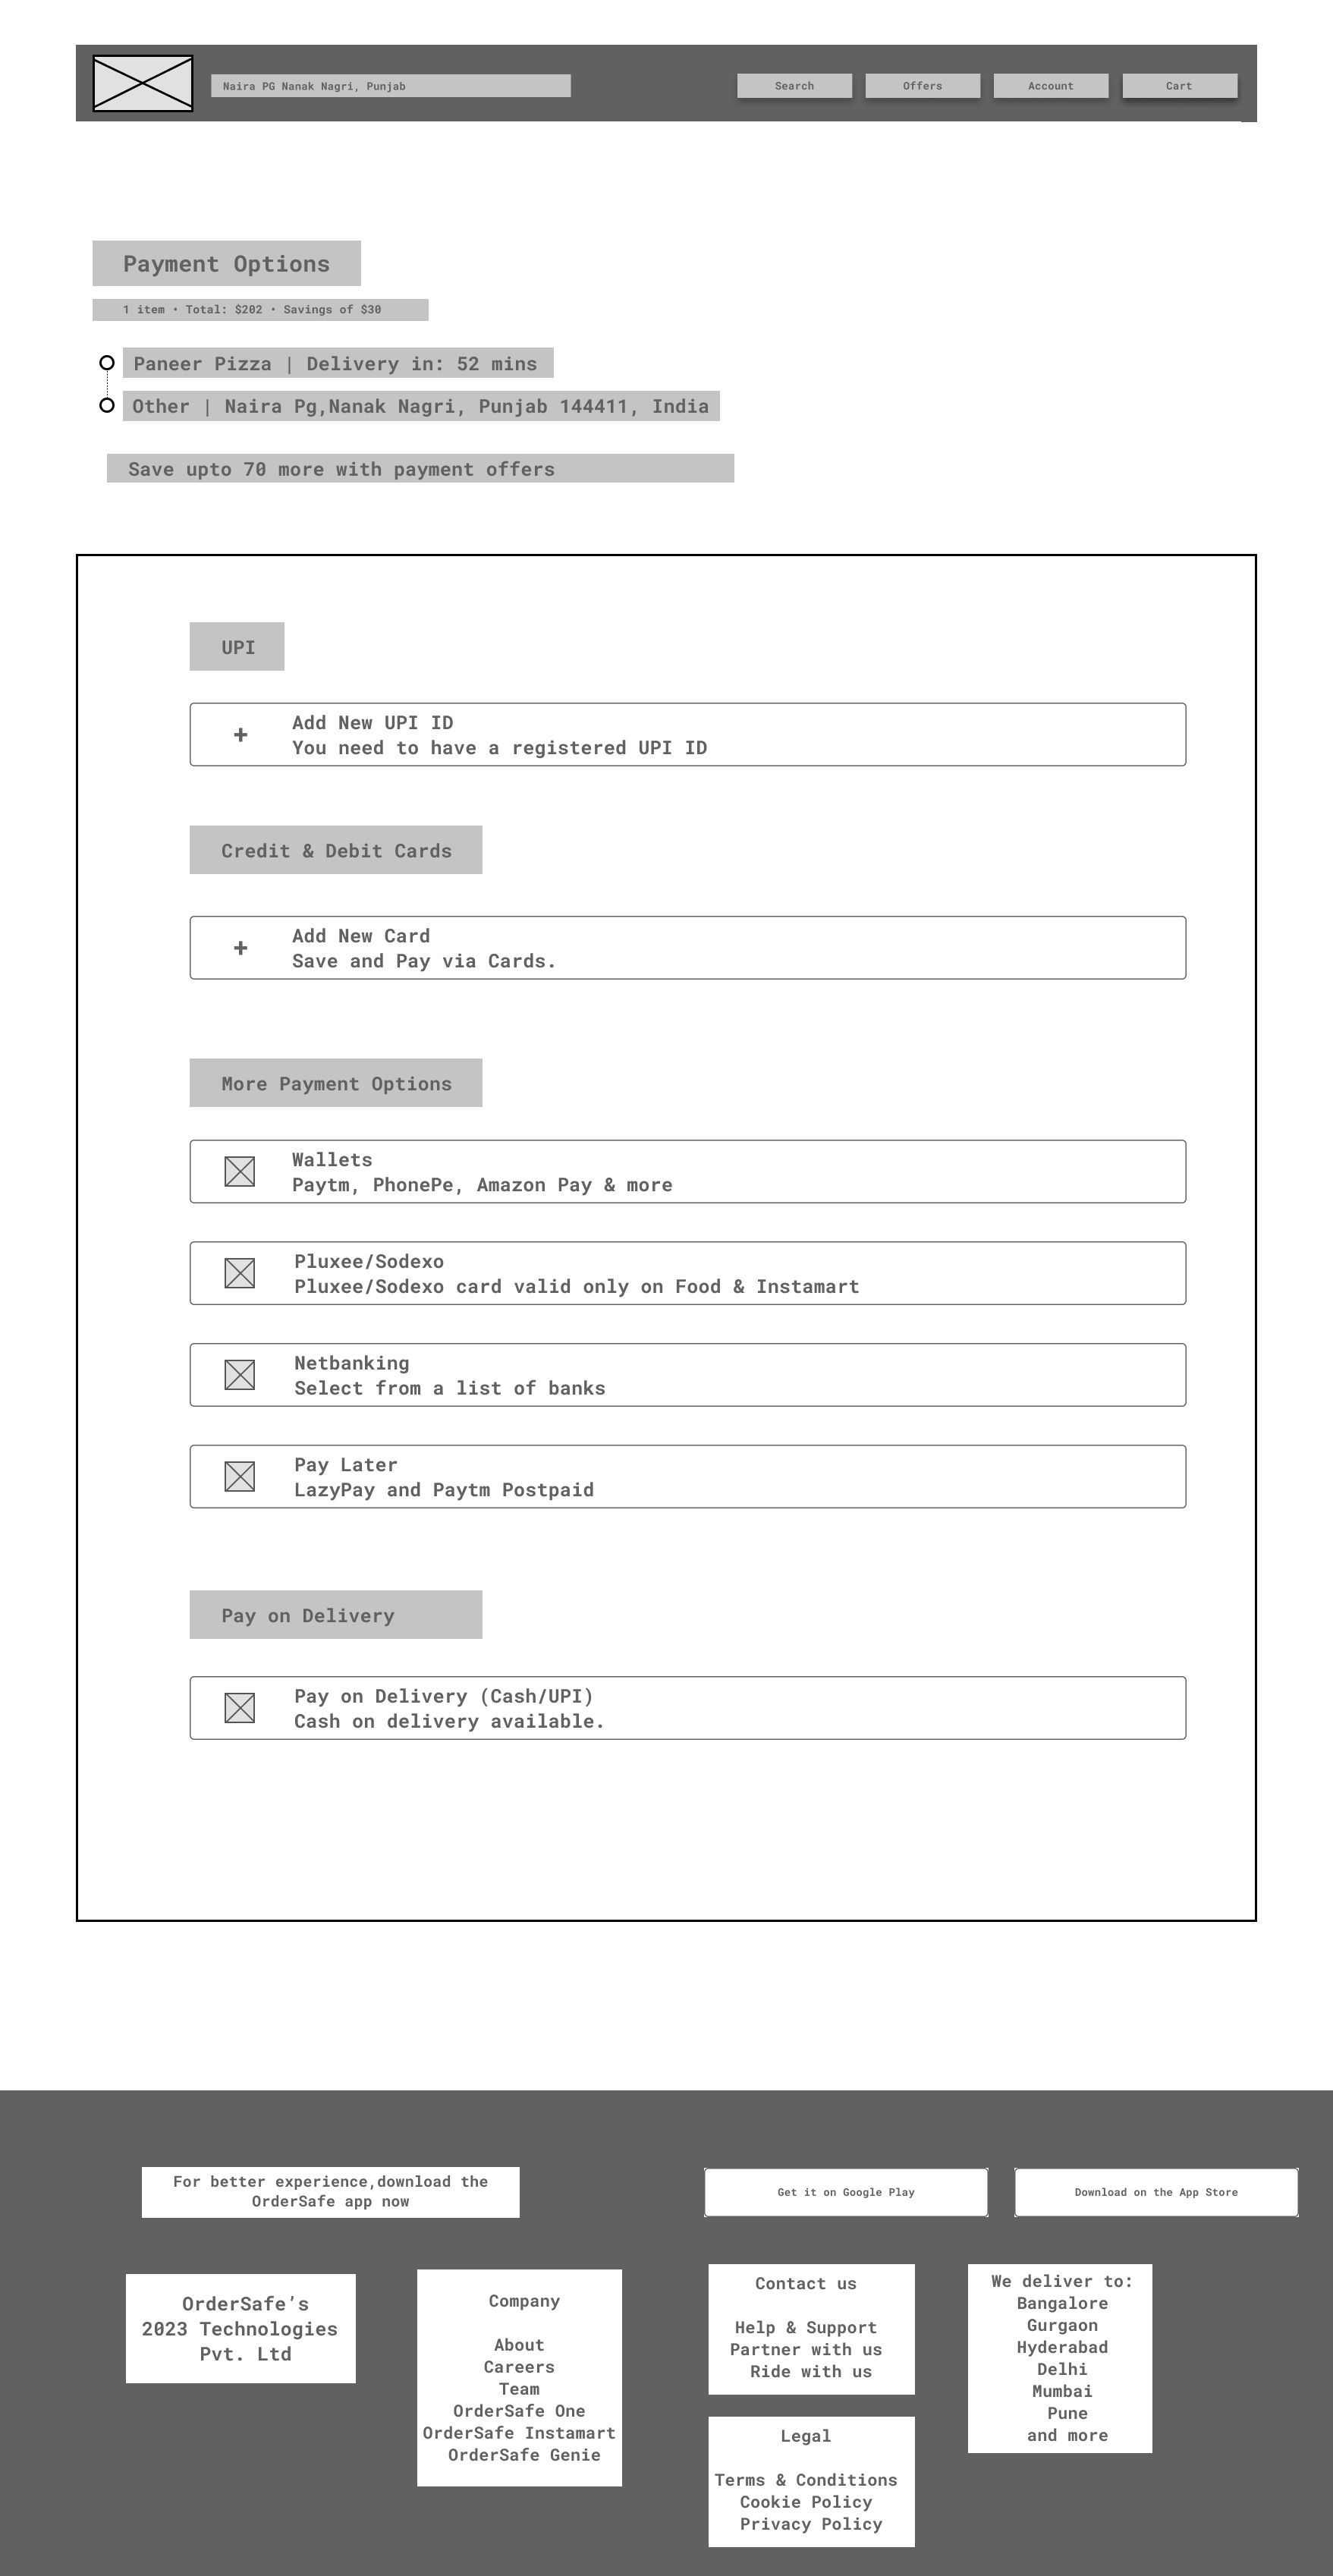 Naira PG Nanak Nagri, Punjab
Search
Offers
Account
Cart
Payment Options
1 item • Total: $202 • Savings of $30
Paneer Pizza | Delivery in: 52 mins
Other | Naira Pg,Nanak Nagri, Punjab 144411, India
Save upto 70 more with payment offers
UPI
+
Add New UPI ID
You need to have a registered UPI ID
Credit & Debit Cards
+
Add New Card
Save and Pay via Cards.
More Payment Options
Wallets
Paytm, PhonePe, Amazon Pay & more
Pluxee/Sodexo
Pluxee/Sodexo card valid only on Food & Instamart
Netbanking
Select from a list of banks
Pay Later
LazyPay and Paytm Postpaid
Pay on Delivery
Pay on Delivery (Cash/UPI)
Cash on delivery available.
For better experience,download the
OrderSafe app now
Get it on Google Play
Download on the App Store
OrderSafe’s
2023 Technologies
Pvt. Ltd
Company
About
Careers
Team
OrderSafe One
OrderSafe Instamart
OrderSafe Genie
Contact us
Help & Support
Partner with us
Ride with us
Legal
Terms & Conditions
Cookie Policy
Privacy Policy
We deliver to:
Bangalore
Gurgaon
Hyderabad
Delhi
Mumbai
Pune
and more